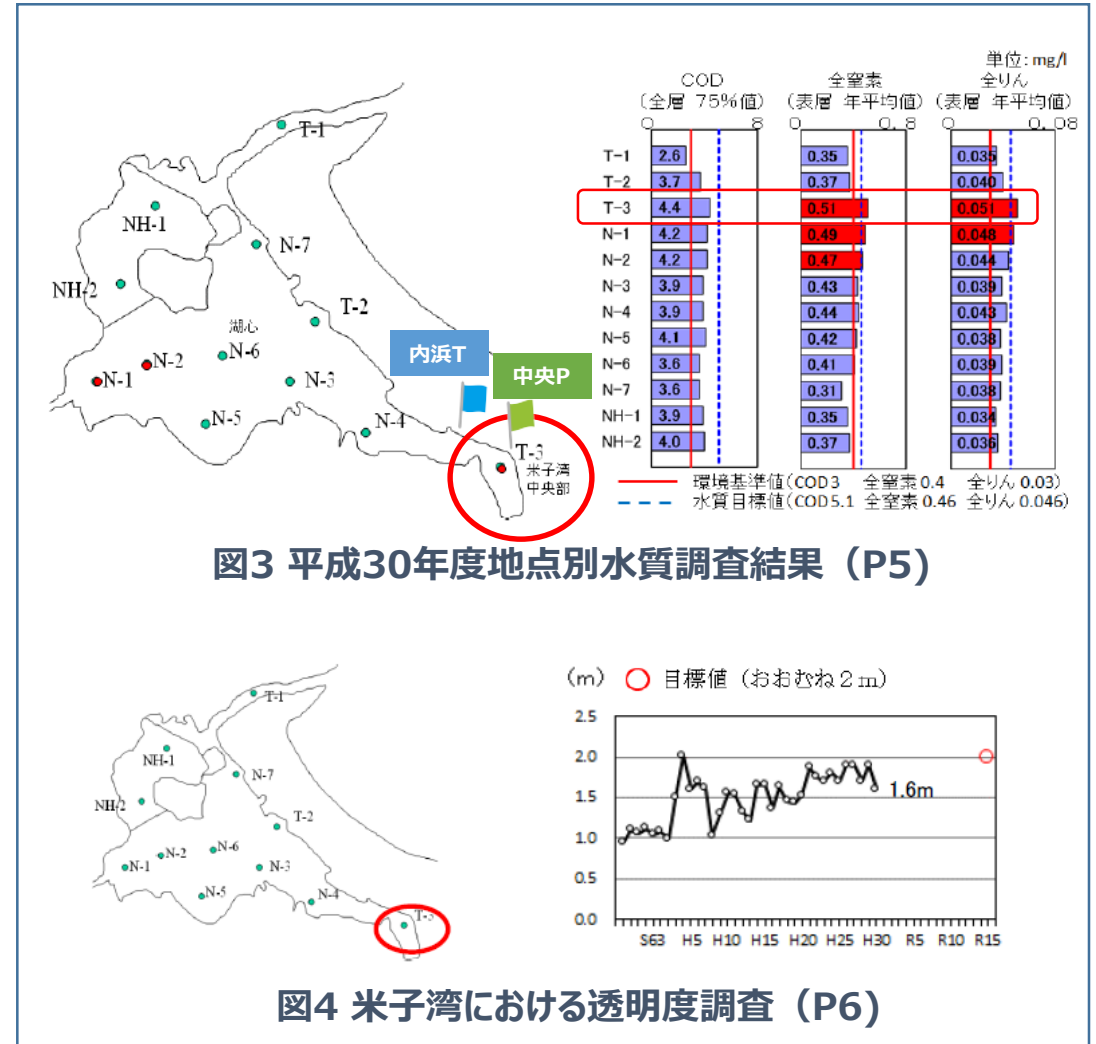 単位: mg/l
COD
(全層 75%値)
全窒素
(表層 年平均値)
全りん
(表層 年平均値)
0 8
0 0.8
0 0.08
T-1 2.6 0.35 0.035
T-2 3.7 0.37 0.040
T-3 4.4 0.51 0.051
N-1 4.2 0.49 0.048
N-2 4.2 0.47 0.044
N-3 3.9 0.43 0.039
N-4 3.9 0.44 0.043
N-5 4.1 0.42 0.038
N-6 3.6 0.41 0.039
N-7 3.6 0.31 0.038
NH-1 3.9 0.35 0.034
NH-2 4.0 0.37 0.036
環境基準値(COD3 全窒素0.4 全りん 0.03)
水質目標値(COD5.1 全窒素0.46 全りん 0.046)
T-1
NH-1
N-7
NH-2
T-2
湖心
N-6
N-2
N-1
N-3
N-5
N-4
内浜T
中央P
T-3
米子湾
中央部
図3 平成30年度地点別水質調査結果（P5)
T-1
NH-1
N-7
NH-2
T-2
N-6
N-2
N-1
N-3
N-5
N-4
T-3
(m) 目標値 (おおむね2m)
2.5
2.0
1.5
1.0
0.5
0.0
1.6m
S63 H5 H10 H15 H20 H25 H30 R5 R10 R15
図4 米子湾における透明度調査（P6)